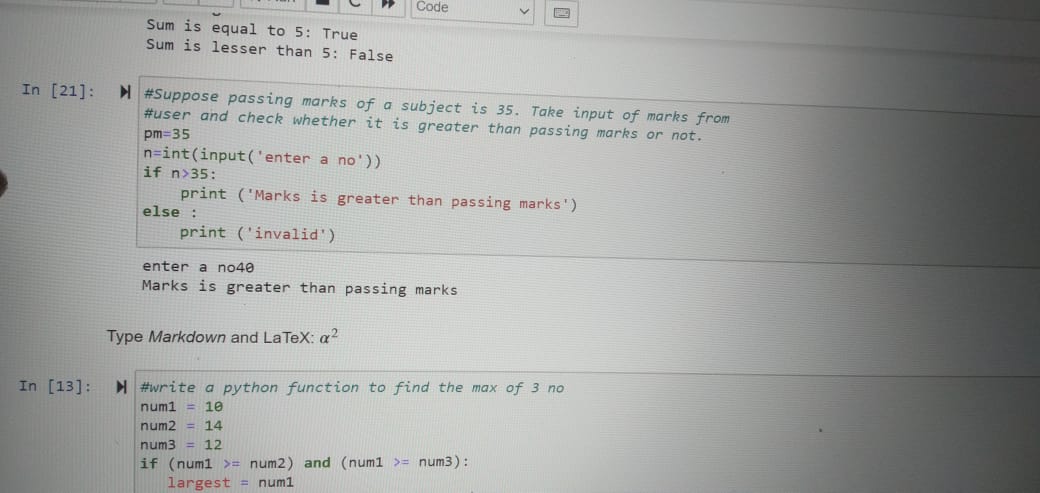 Code
Sum is equal to 5: True
Sum is lesser than 5: False
In [21]:
#Suppose passing marks of a subject is 35. Take input of marks from
#user and check whether it is greater than passing marks or not.
pm=35
n=int(input('enter a no'))
if n>35:
    print ('Marks is greater than passing marks')
else :
    print ('invalid')
enter a no40
Marks is greater than passing marks
Type Markdown and LaTeX: α²
In [13]:
#write a python function to find the max of 3 no
num1 = 10
num2 = 14
num3 = 12
if (num1 >= num2) and (num1 >= num3):
   largest = num1